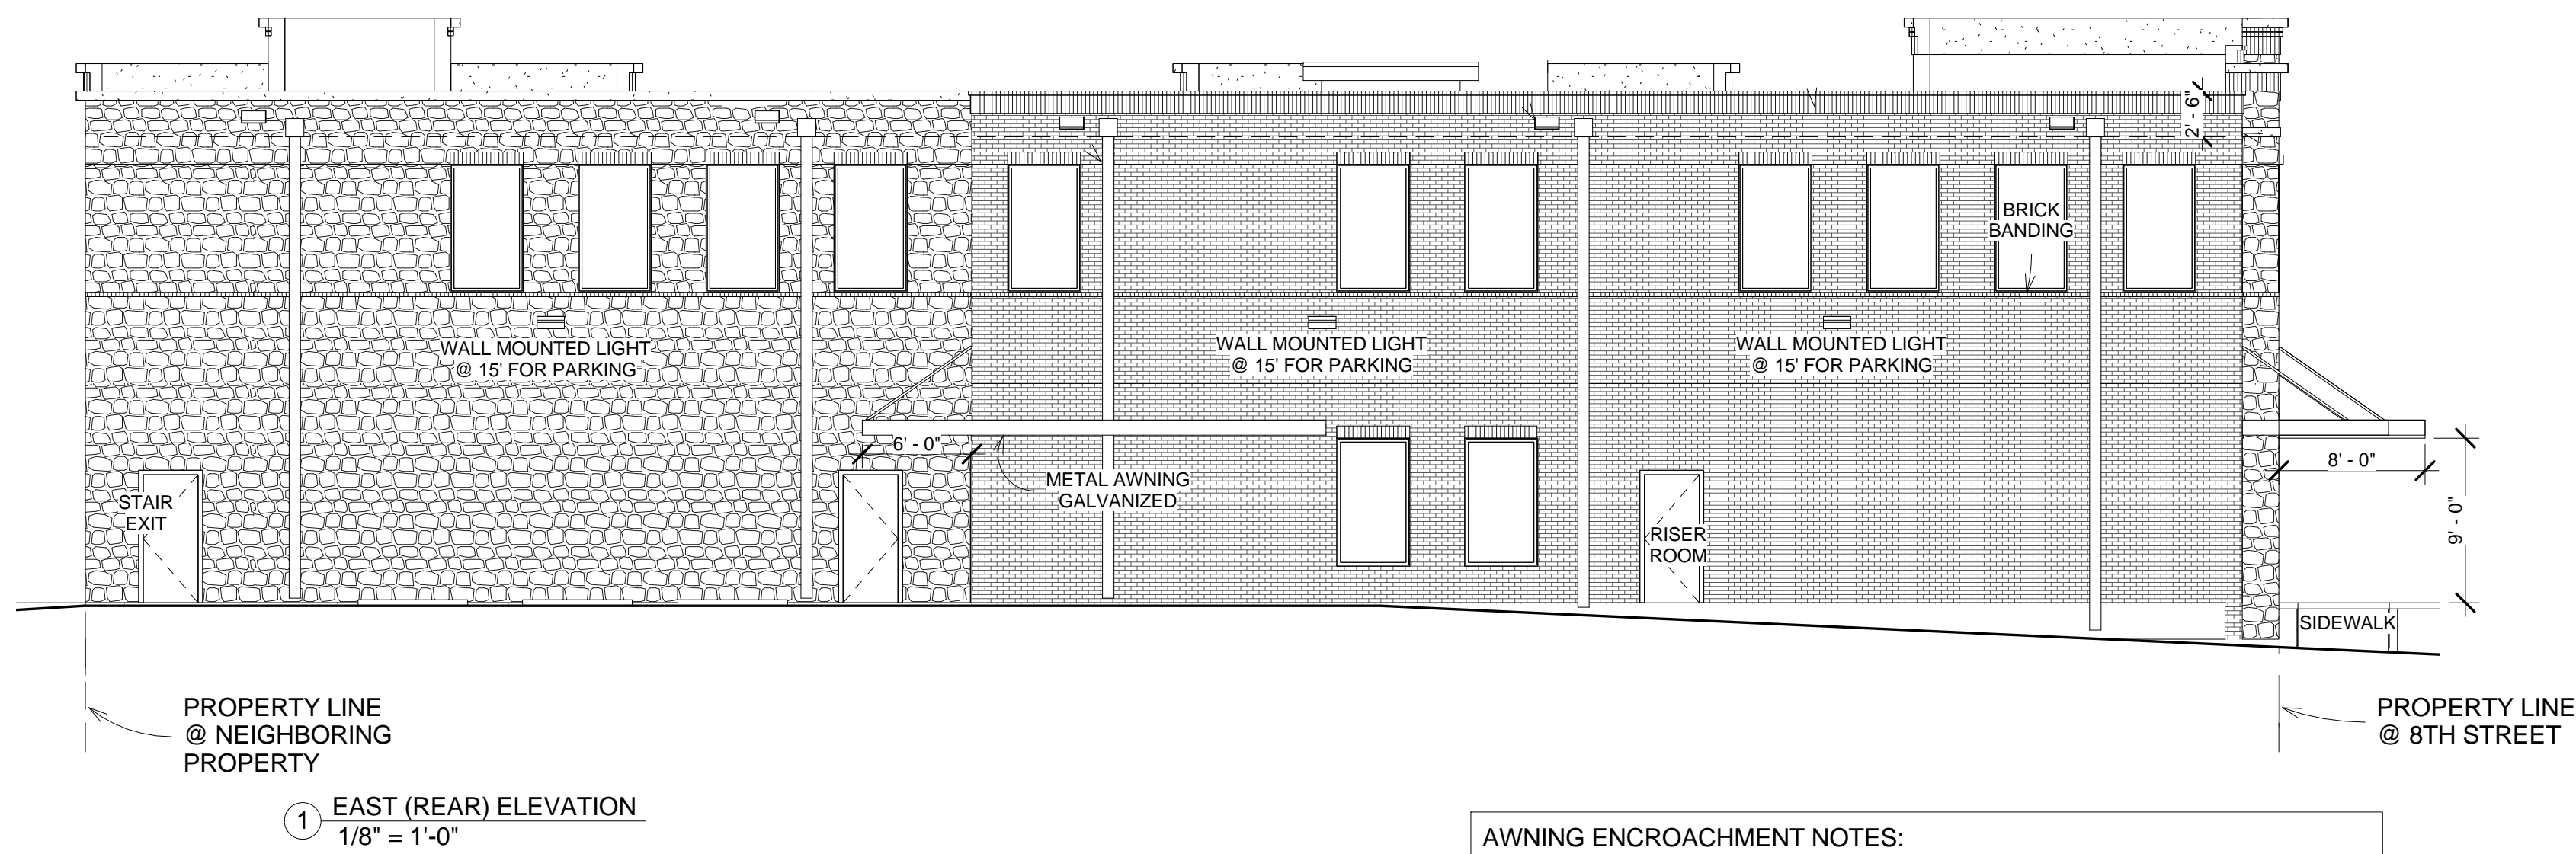 2' - 6"
BRICK
BANDING
WALL MOUNTED LIGHT
@ 15' FOR PARKING
WALL MOUNTED LIGHT
@ 15' FOR PARKING
WALL MOUNTED LIGHT
@ 15' FOR PARKING
6' - 0"
METAL AWNING
GALVANIZED
8' - 0"
9' - 0"
STAIR
EXIT
RISER
ROOM
SIDEWALK
PROPERTY LINE
@ NEIGHBORING
PROPERTY
PROPERTY LINE
@ 8TH STREET
1 EAST (REAR) ELEVATION
1/8" = 1'-0"
AWNING ENCROACHMENT NOTES: